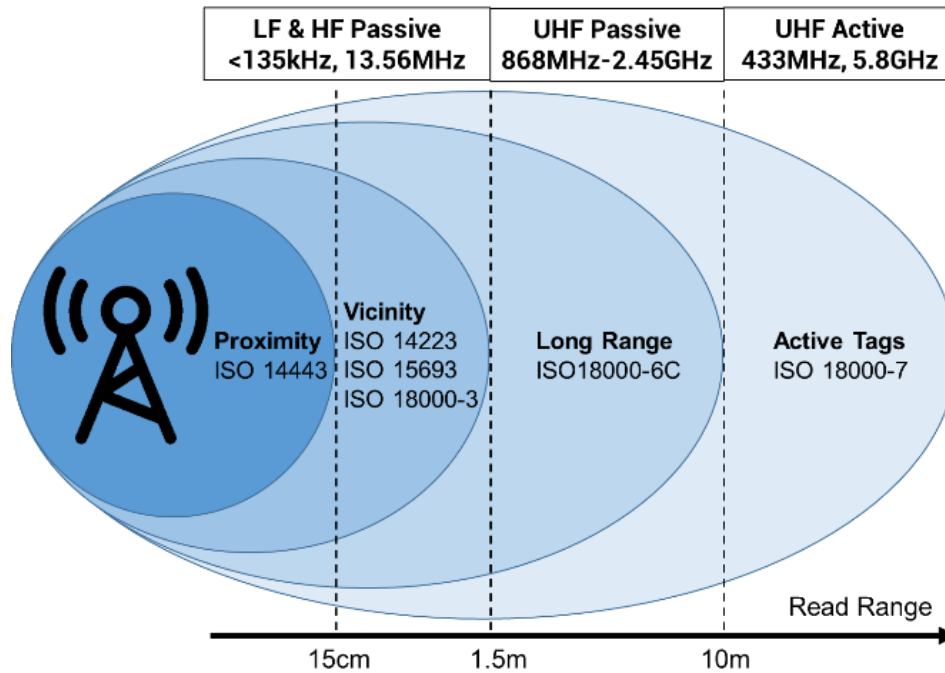 LF & HF Passive
<135kHz, 13.56MHz
UHF Passive
868MHz-2.45GHz
UHF Active
433MHz, 5.8GHz
Proximity
ISO 14443
Vicinity
ISO 14223
ISO 15693
ISO 18000-3
Long Range
ISO18000-6C
Active Tags
ISO 18000-7
Read Range
15cm
1.5m
10m